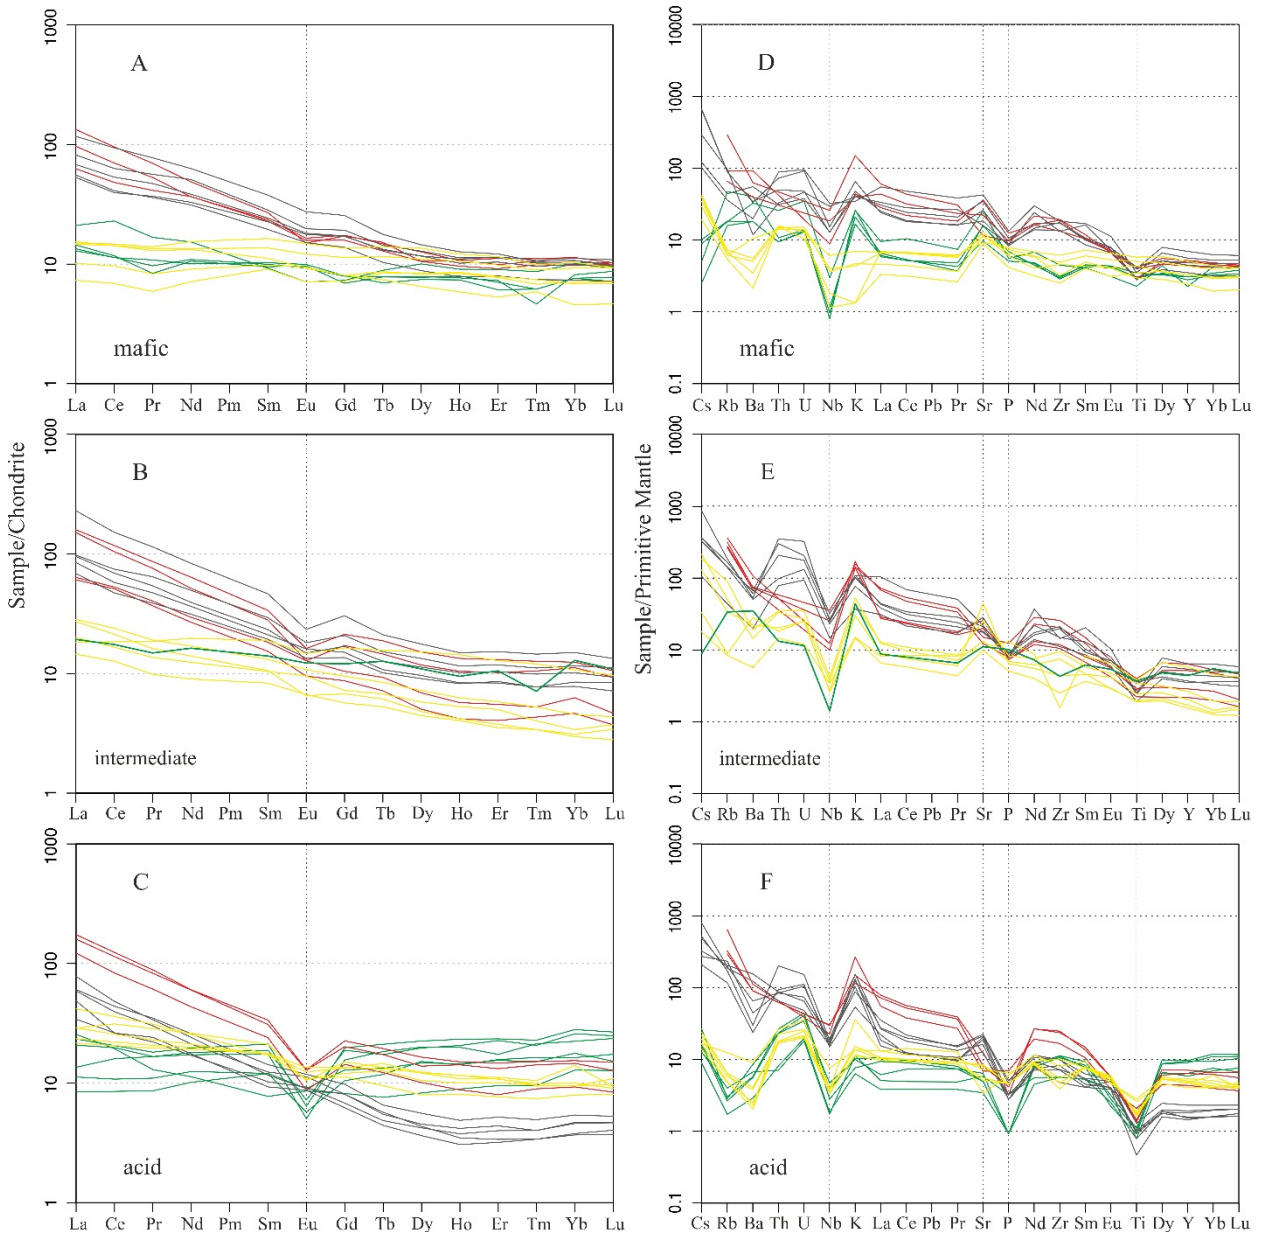 Sample/Chondrite
1000
100
10
1
A
mafic
La Ce Pr Nd Pm Sm Eu Gd Tb Dy Ho Er Tm Yb Lu
1000
100
10
1
B
intermediate
La Ce Pr Nd Pm Sm Eu Gd Tb Dy Ho Er Tm Yb Lu
1000
100
10
1
C
acid
La Ce Pr Nd Pm Sm Eu Gd Tb Dy Ho Er Tm Yb Lu
Sample/Primitive Mantle
10000
1000
100
10
1
0.1
D
mafic
Cs Rb Ba Th U Nb K La Ce Pb Pr Sr P Nd Zr Sm Eu Ti Dy Y Yb Lu
10000
1000
100
10
1
0.1
E
intermediate
Cs Rb Ba Th U Nb K La Ce Pb Pr Sr P Nd Zr Sm Eu Ti Dy Y Yb Lu
10000
1000
100
10
1
0.1
F
acid
Cs Rb Ba Th U Nb K La Ce Pb Pr Sr P Nd Zr Sm Eu Ti Dy Y Yb Lu